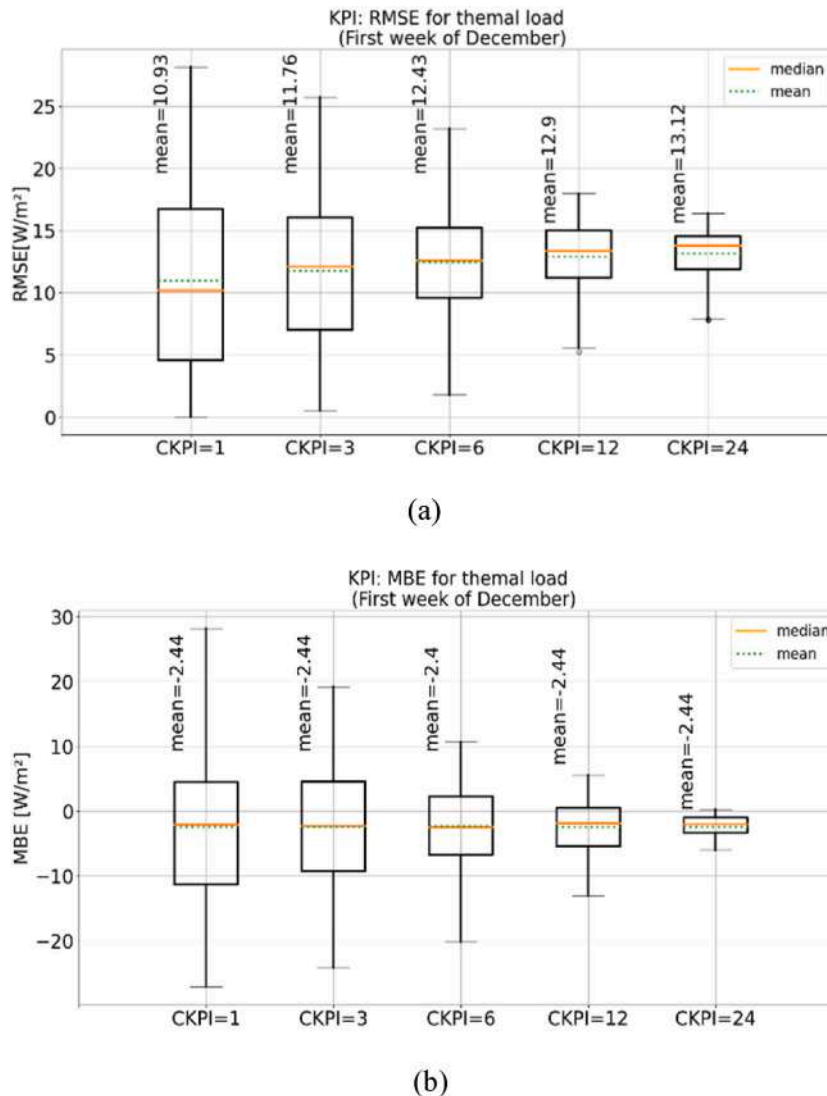 KPI: RMSE for themal load
(First week of December)
median
mean
mean=10.93
mean=11.76
mean=12.43
mean=12.9
mean=13.12
RMSE[W/m²]
25
20
15
10
5
0
CKPI=1 CKPI=3 CKPI=6 CKPI=12 CKPI=24
(a)
KPI: MBE for themal load
(First week of December)
median
mean
mean=-2.44
mean=-2.44
mean=-2.4
mean=-2.44
mean=-2.44
MBE [W/m²]
30
20
10
0
−10
−20
CKPI=1 CKPI=3 CKPI=6 CKPI=12 CKPI=24
(b)